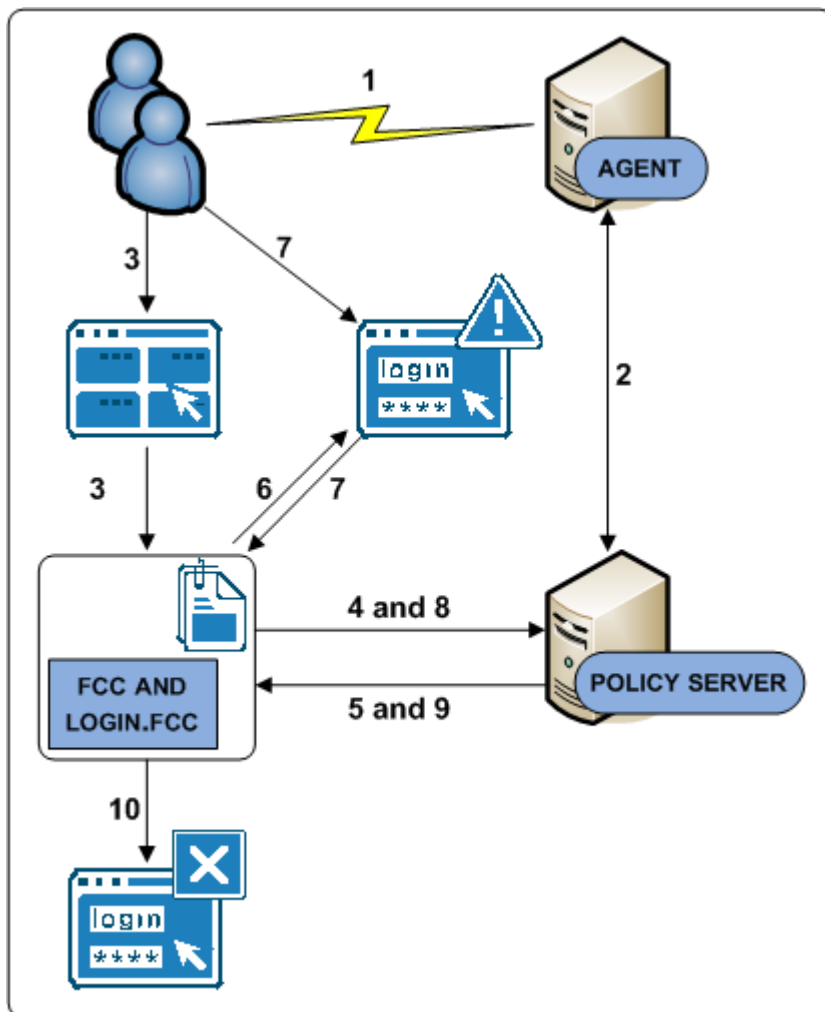 1
AGENT
3
7
login
****
2
3
6
7
4 and 8
FCC AND
LOGIN.FCC
POLICY SERVER
5 and 9
10
login
****